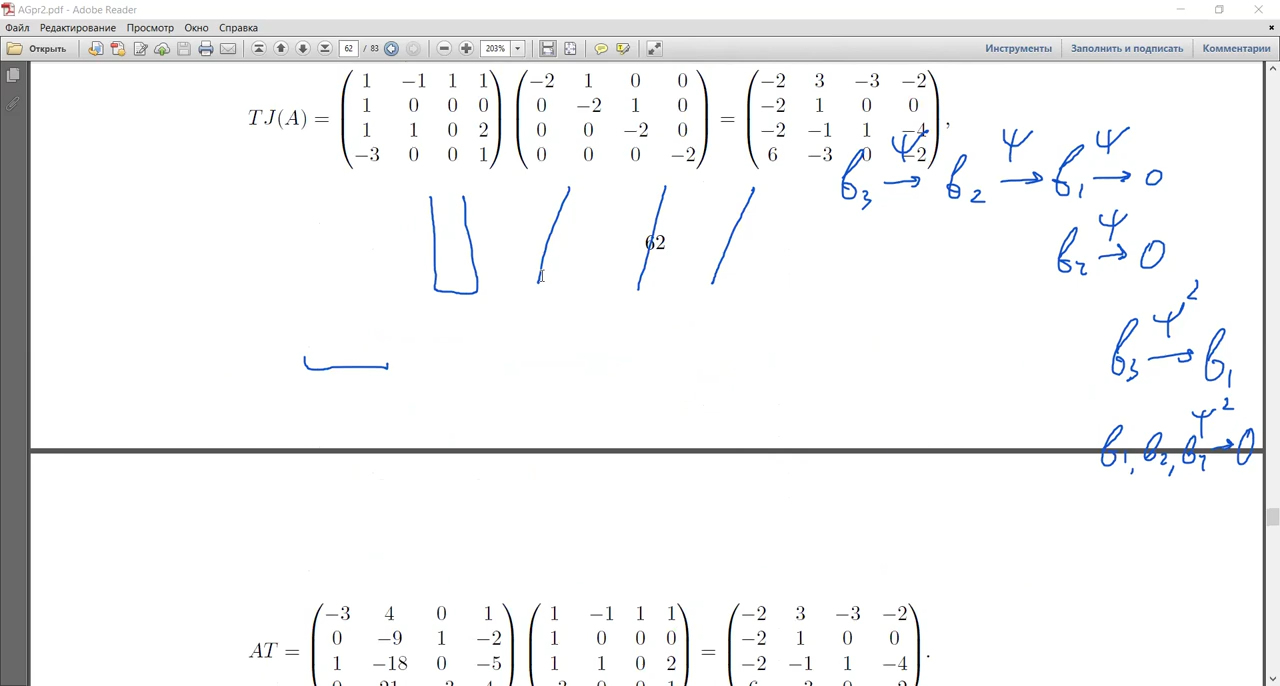 AGpr2.pdf - Adobe Reader
Файл Редактирование Просмотр Окно Справка
Открыть 62 / 83 203% Инструменты Заполнить и подписать Комментарии
TJ(A) = ( 1 −1 1 1 ; 1 0 0 0 ; 1 1 0 2 ; −3 0 0 1 ) ( −2 1 0 0 ; 0 −2 1 0 ; 0 0 −2 0 ; 0 0 0 −2 ) = ( −2 3 −3 −2 ; −2 1 0 0 ; −2 −1 1 −4 ; 6 −3 0 −2 ),
b₃ →ψ b₂ →ψ b₁ →ψ 0
62
b₄ →ψ 0
b₃ →ψ² b₁
b₁, b₂, b₄ →ψ² 0
AT = ( −3 4 0 1 ; 0 −9 1 −2 ; 1 −18 0 −5 ; ) ( 1 −1 1 1 ; 1 0 0 0 ; 1 1 0 2 ; ) = ( −2 3 −3 −2 ; −2 1 0 0 ; −2 −1 1 −4 ; ).